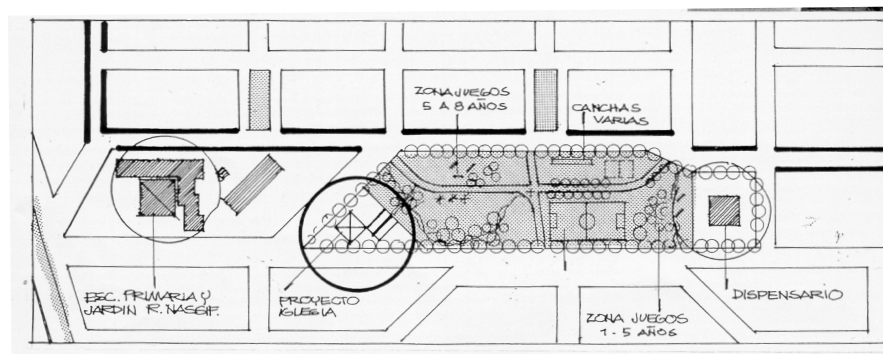 ZONA JUEGOS
5 A 8 AÑOS
CANCHAS
VARIAS
ESC. PRIMARIA Y
JARDIN R. NASSIF.
PROYECTO
IGLESIA
ZONA JUEGOS
1-5 AÑOS
DISPENSARIO